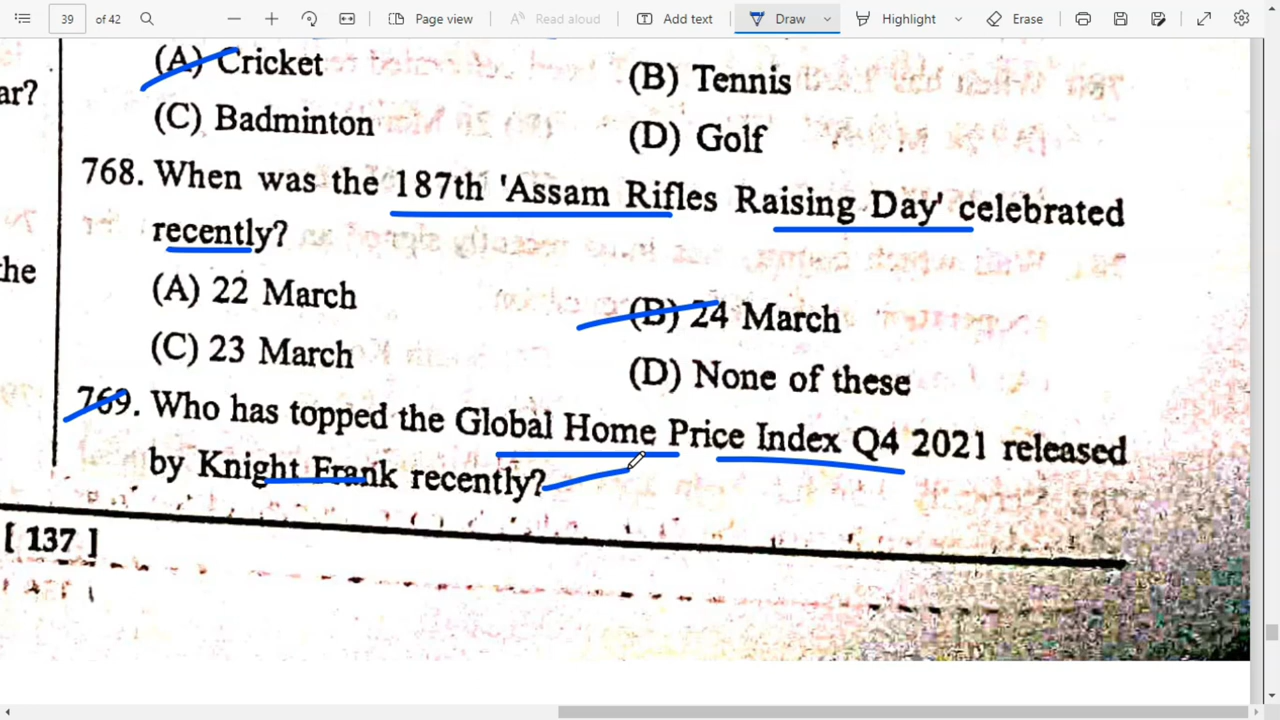 39 of 42 Page view Read aloud Add text Draw Highlight Erase
(A) Cricket (B) Tennis
ar?
(C) Badminton (D) Golf
768. When was the 187th 'Assam Rifles Raising Day' celebrated
recently?
he
(A) 22 March (B) 24 March
(C) 23 March (D) None of these
769. Who has topped the Global Home Price Index Q4 2021 released
by Knight Frank recently?
[ 137 ]